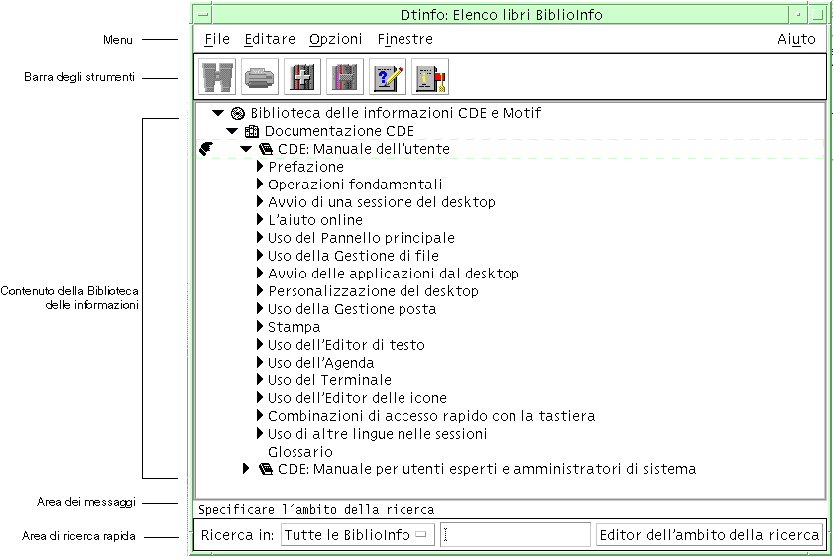 Dtinfo: Elenco libri BiblioInfo
Menu
File Editare Opzioni Finestre Aiuto
Barra degli strumenti
Biblioteca delle informazioni CDE e Motif
Documentazione CDE
CDE: Manuale dell'utente
Prefazione
Operazioni fondamentali
Avvio di una sessione del desktop
L'aiuto online
Uso del Pannello principale
Uso della Gestione di file
Avvio delle applicazioni dal desktop
Contenuto della Biblioteca
delle informazioni
Personalizzazione del desktop
Uso della Gestione posta
Stampa
Uso dell'Editor di testo
Uso dell'Agenda
Uso del Terminale
Uso dell'Editor delle icone
Combinazioni di accesso rapido con la tastiera
Uso di altre lingue nelle sessioni
Glossario
CDE: Manuale per utenti esperti e amministratori di sistema
Area dei messaggi
Specificare l'ambito della ricerca
Area di ricerca rapida
Ricerca in: Tutte le BiblioInfo Editor dell'ambito della ricerca